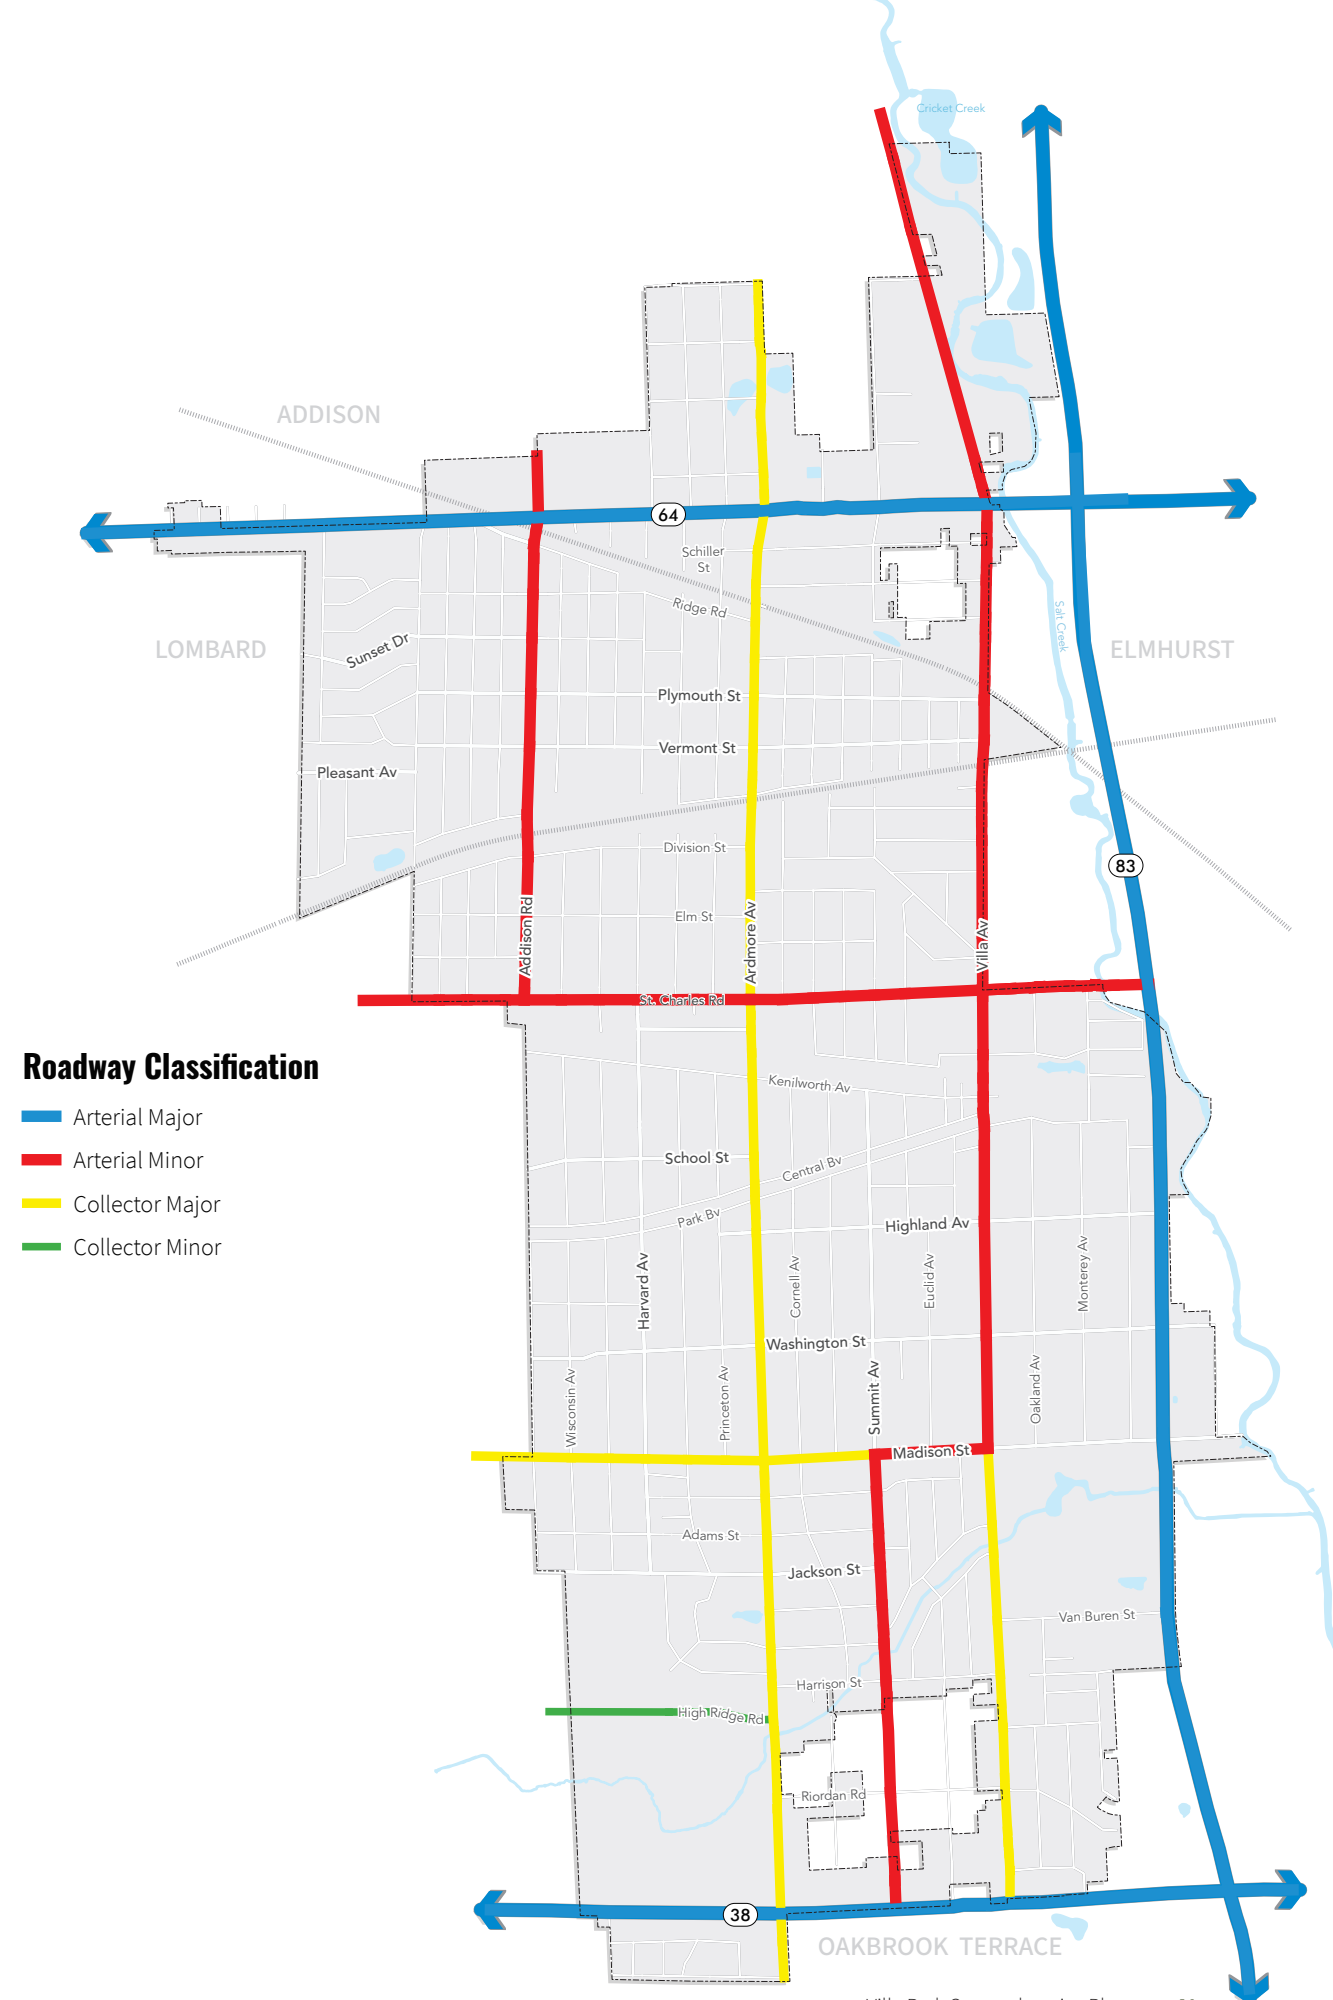 Cricket Creek
ADDISON
64
Schiller
St
Ridge Rd
Salt Creek
LOMBARD
Sunset Dr
ELMHURST
Plymouth St
Vermont St
Pleasant Av
Division St
83
Elm St
Addison Rd
Ardmore Av
Villa Av
St. Charles Rd
Roadway Classification
Arterial Major
Arterial Minor
Collector Major
Collector Minor
Kenilworth Av
School St
Central Bv
Park Bv
Highland Av
Harvard Av
Cornell Av
Euclid Av
Monterey Av
Washington St
Wisconsin Av
Princeton Av
Summit Av
Oakland Av
Madison St
Adams St
Jackson St
Van Buren St
Harrison St
High Ridge Rd
Riordan Rd
38
OAKBROOK TERRACE